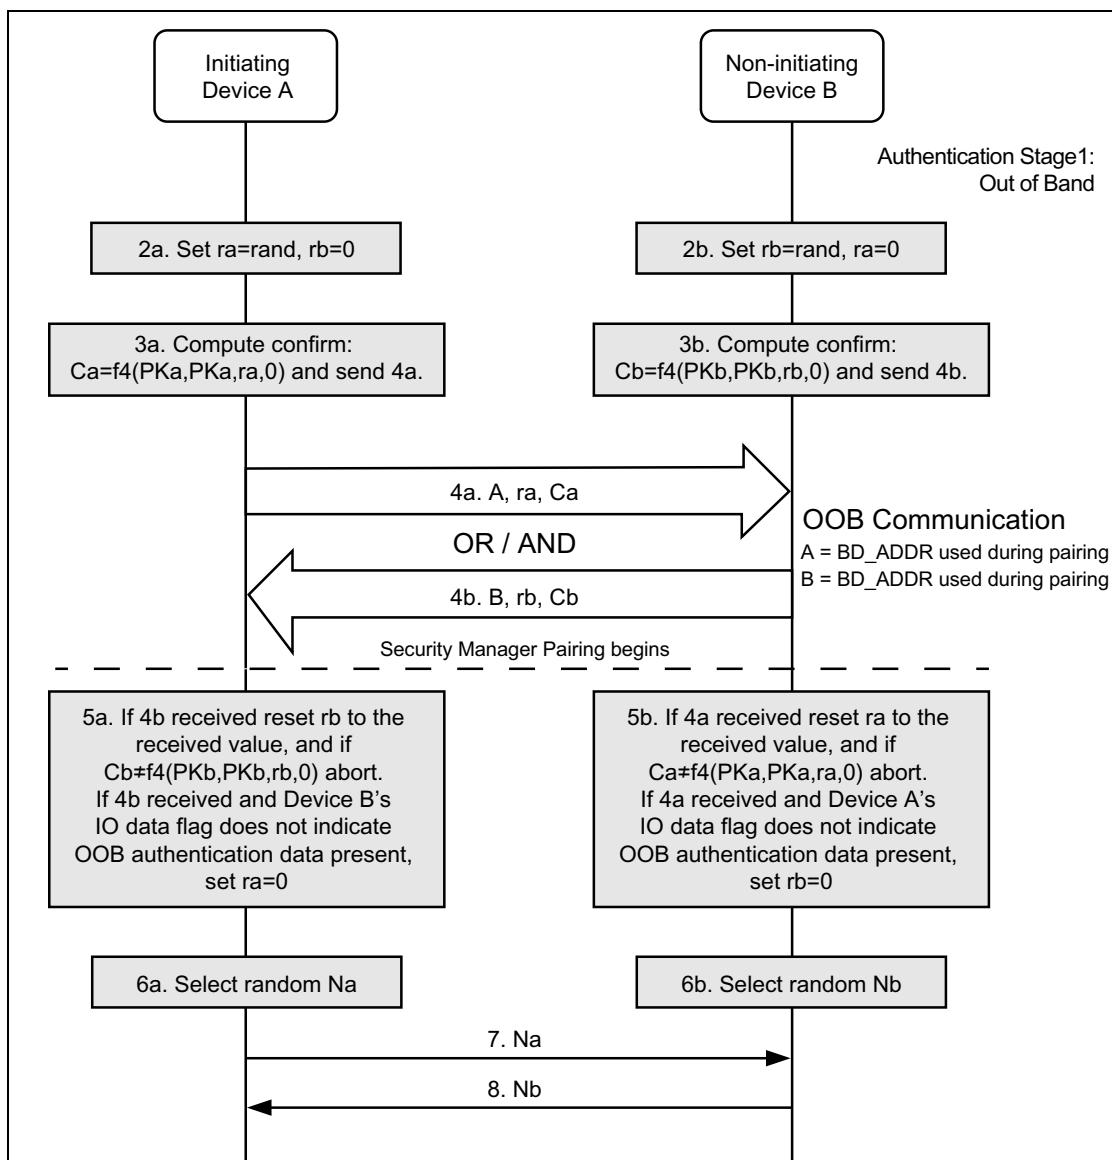 Initiating
Device A
Non-initiating
Device B
Authentication Stage1:
Out of Band
2a. Set ra=rand, rb=0
2b. Set rb=rand, ra=0
3a. Compute confirm:
Ca=f4(PKa,PKa,ra,0) and send 4a.
3b. Compute confirm:
Cb=f4(PKb,PKb,rb,0) and send 4b.
4a. A, ra, Ca
OR / AND
OOB Communication
A = BD_ADDR used during pairing
B = BD_ADDR used during pairing
4b. B, rb, Cb
Security Manager Pairing begins
5a. If 4b received reset rb to the
received value, and if
Cb≠f4(PKb,PKb,rb,0) abort.
If 4b received and Device B’s
IO data flag does not indicate
OOB authentication data present,
set ra=0
5b. If 4a received reset ra to the
received value, and if
Ca≠f4(PKa,PKa,ra,0) abort.
If 4a received and Device A’s
IO data flag does not indicate
OOB authentication data present,
set rb=0
6a. Select random Na
6b. Select random Nb
7. Na
8. Nb